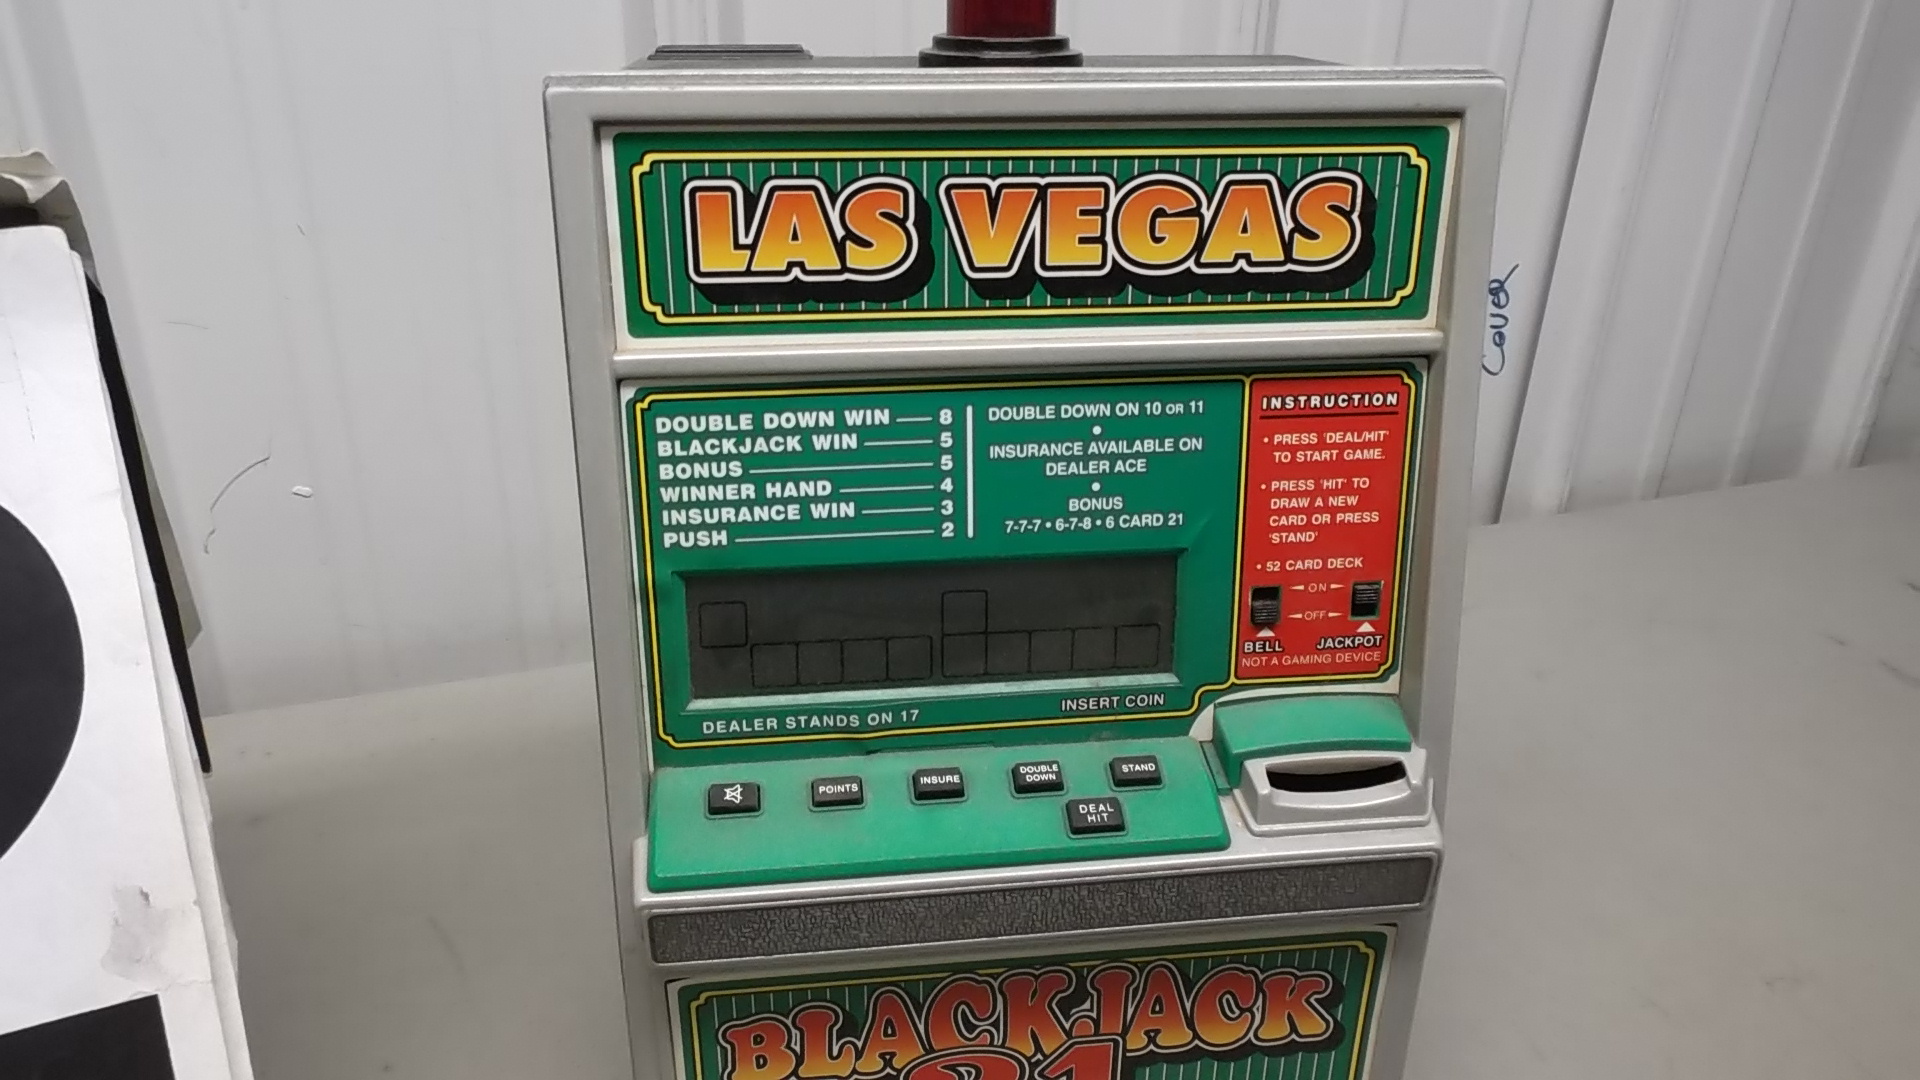 LAS VEGAS
DOUBLE DOWN WIN 8
BLACKJACK WIN 5
BONUS 5
WINNER HAND 4
INSURANCE WIN 3
PUSH 2
DOUBLE DOWN ON 10 OR 11
•
INSURANCE AVAILABLE ON
DEALER ACE
•
BONUS
7-7-7 • 6-7-8 • 6 CARD 21
INSTRUCTION
• PRESS 'DEAL/HIT'
TO START GAME.
• PRESS 'HIT' TO
DRAW A NEW
CARD OR PRESS
'STAND'
• 52 CARD DECK
ON
OFF
BELL JACKPOT
NOT A GAMING DEVICE
DEALER STANDS ON 17
INSERT COIN
POINTS
INSURE
DOUBLE
DOWN
STAND
DEAL
HIT
BLACKJACK
21
Cover